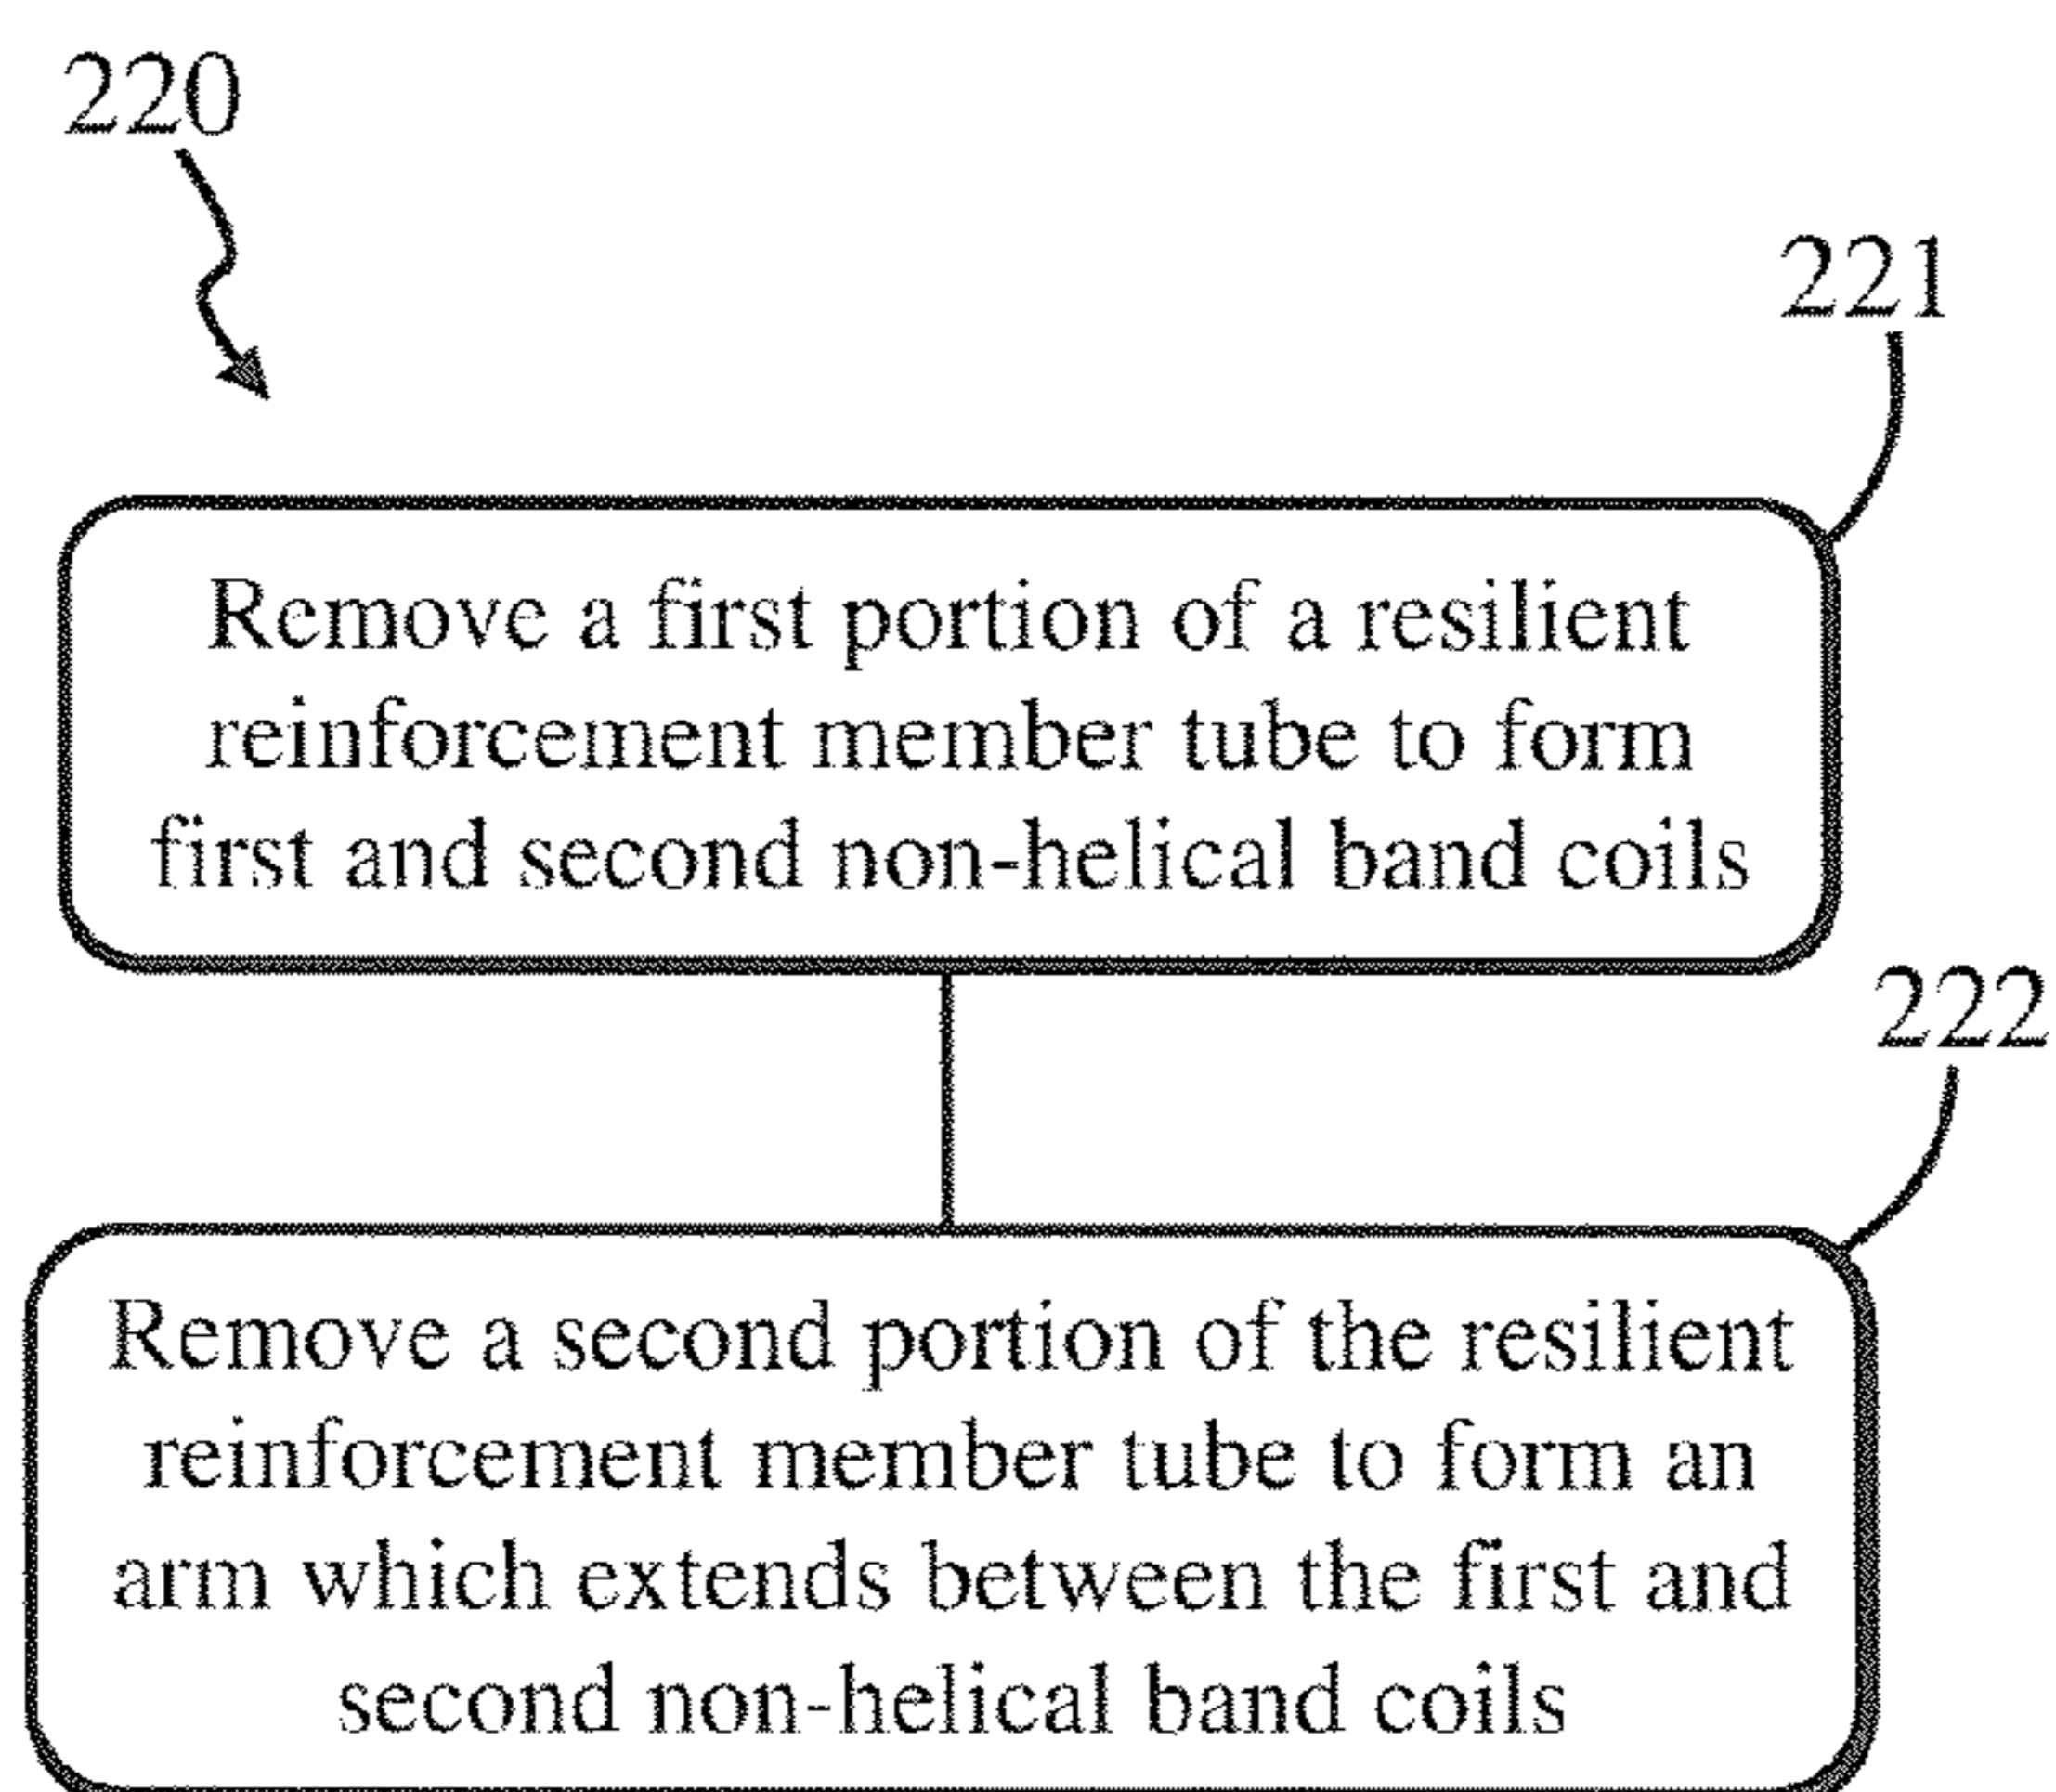 220
221
Remove a first portion of a resilient
reinforcement member tube to form
first and second non-helical band coils
222
Remove a second portion of the resilient
reinforcement member tube to form an
arm which extends between the first and
second non-helical band coils